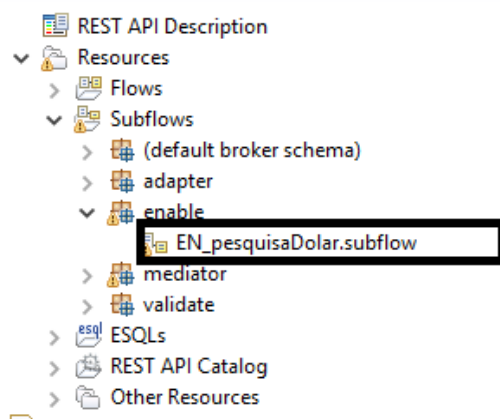 REST API Description
Resources
Flows
Subflows
(default broker schema)
adapter
enable
EN_pesquisaDolar.subflow
mediator
validate
esql ESQLs
REST API Catalog
Other Resources